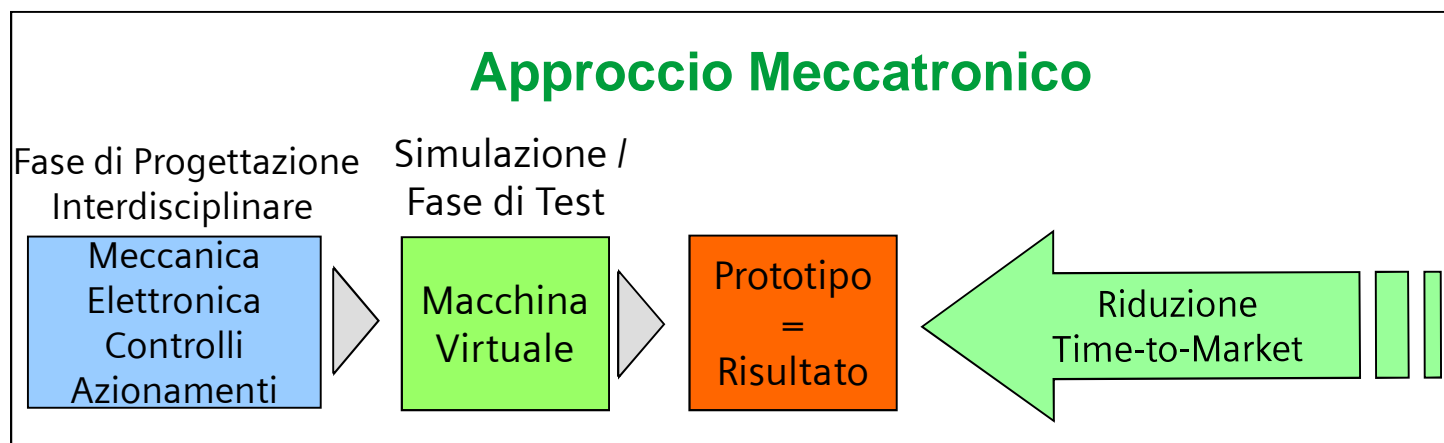 Approccio Meccatronico
Fase di Progettazione
Interdisciplinare
Simulazione /
Fase di Test
Meccanica
Elettronica
Controlli
Azionamenti
Macchina
Virtuale
Prototipo
=
Risultato
Riduzione
Time-to-Market